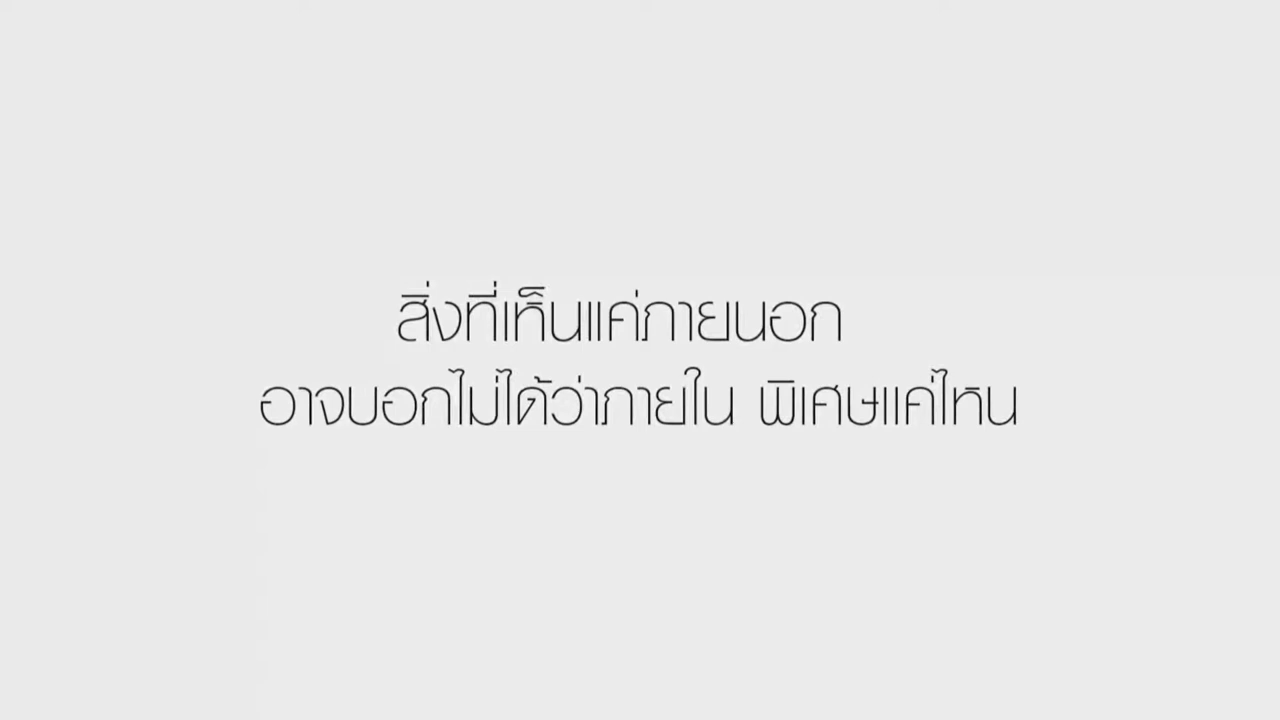 สิ่งที่เห็นแค่ภายนอก
อาจบอกไม่ได้ว่าภายใน พิเศษแค่ไหน